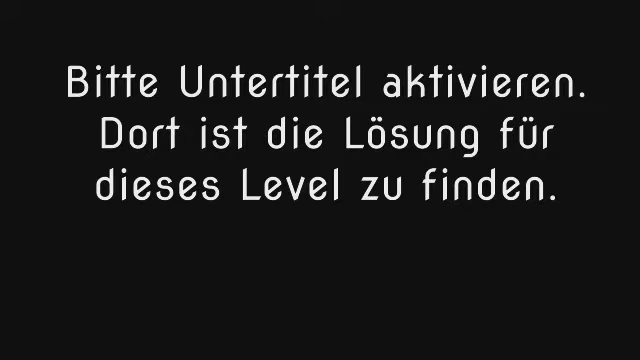 Bitte Untertitel aktivieren.
Dort ist die Lösung für
dieses Level zu finden.